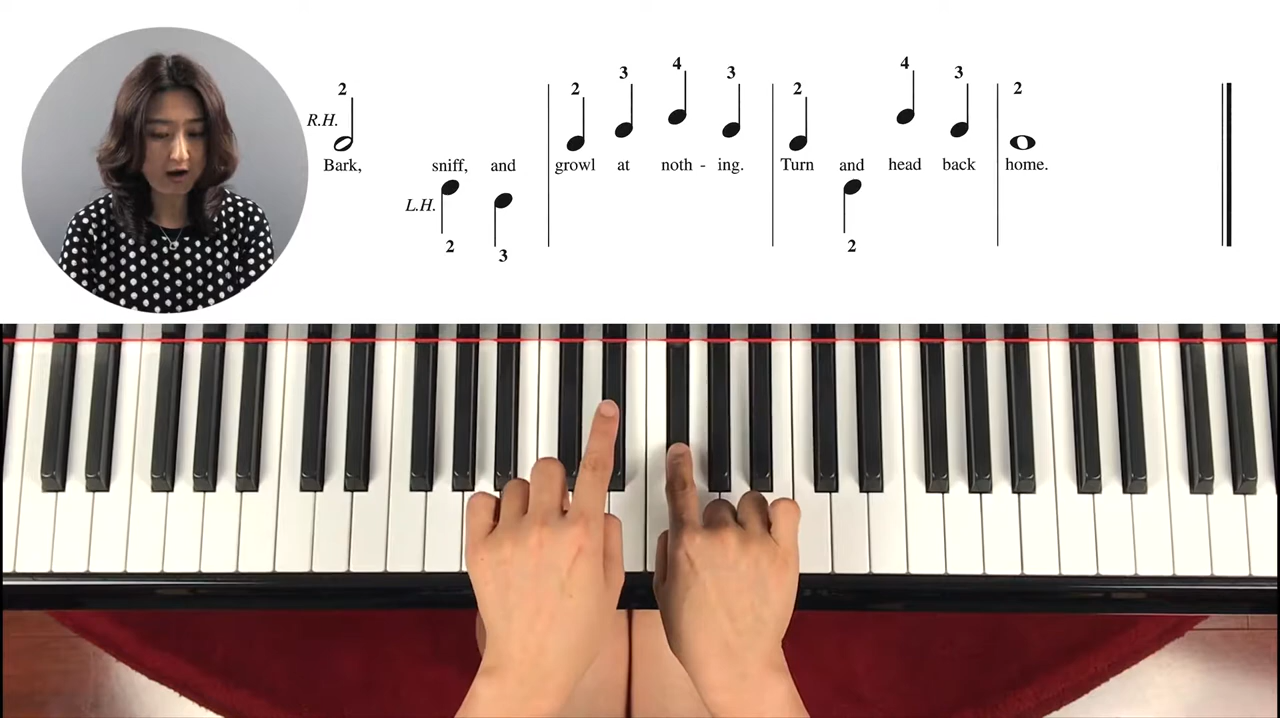 2 2 3 4 3 2 4 3 2
R.H.
Bark, sniff, and growl at noth - ing. Turn and head back home.
L.H.
2 3 2